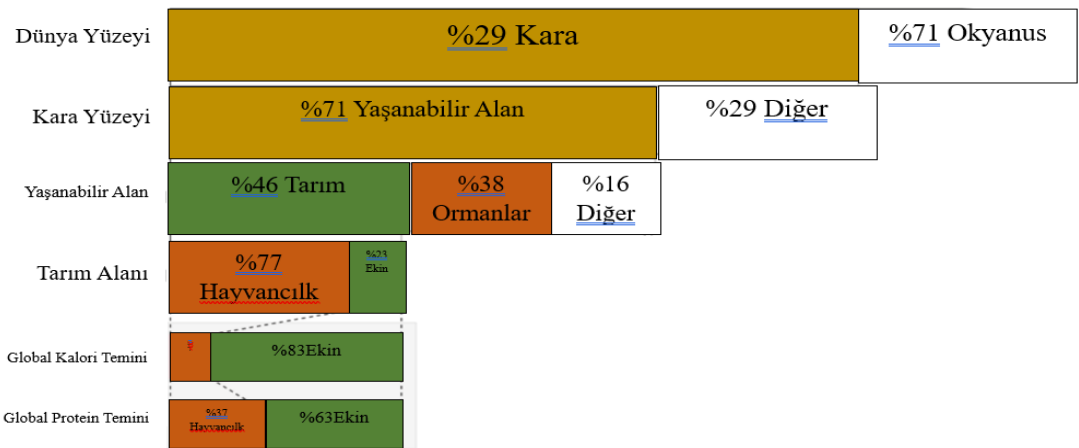 Dünya Yüzeyi
%29 Kara
%71 Okyanus
Kara Yüzeyi
%71 Yaşanabilir Alan
%29 Diğer
Yaşanabilir Alan
%46 Tarım
%38
Ormanlar
%16
Diğer
Tarım Alanı
%77
Hayvancılk
%23
Ekin
Global Kalori Temini
%83Ekin
Global Protein Temini
%37
Hayvancılk
%63Ekin